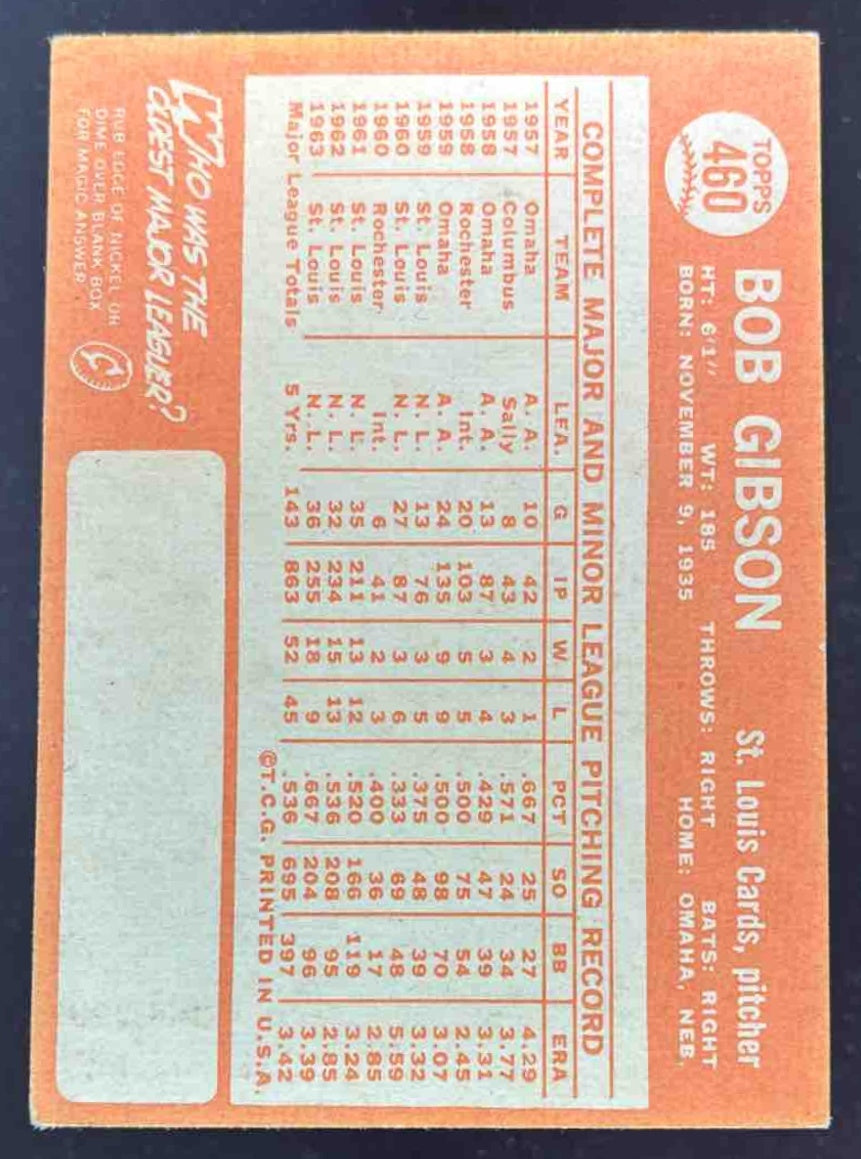 TOPPS
460
BOB GIBSON St. Louis Cards, pitcher
HT: 6'1" WT: 185 THROWS: RIGHT BATS: RIGHT
BORN: NOVEMBER 9, 1935 HOME: OMAHA, NEB.
COMPLETE MAJOR AND MINOR LEAGUE PITCHING RECORD
YEAR TEAM LEA. G IP W L PCT SO BB ERA
1957 Omaha A. A. 10 42 2 1 .667 25 27 4.29
1957 Columbus Sally 8 43 4 3 .571 24 34 3.77
1958 Omaha A. A. 13 87 3 4 .429 47 39 3.31
1958 Rochester Int. 20 103 5 5 .500 75 54 2.45
1959 Omaha A. A. 24 135 9 9 .500 98 70 3.07
1959 St. Louis N. L. 13 76 3 5 .375 48 39 3.32
1960 St. Louis N. L. 27 87 3 6 .333 69 48 5.59
1960 Rochester Int. 6 41 2 3 .400 36 17 2.85
1961 St. Louis N. L. 35 211 13 12 .520 166 119 3.24
1962 St. Louis N. L. 32 234 15 13 .536 208 95 2.85
1963 St. Louis N. L. 36 255 18 9 .667 204 96 3.39
Major League Totals 5 Yrs. 143 863 52 45 .536 695 397 3.42
©T.C.G. PRINTED IN U.S.A.
WHO WAS THE
OLDEST MAJOR LEAGUER?
RUB EDGE OF NICKEL OR
DIME OVER BLANK BOX
FOR MAGIC ANSWER